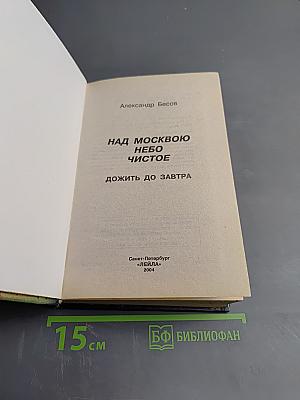 Александр Бесов
НАД МОСКВОЮ
НЕБО
ЧИСТОЕ
ДОЖИТЬ ДО ЗАВТРА
Санкт-Петербург
«ЛЕЙЛА»
2004
15 см
БФ БИБЛИОФАН